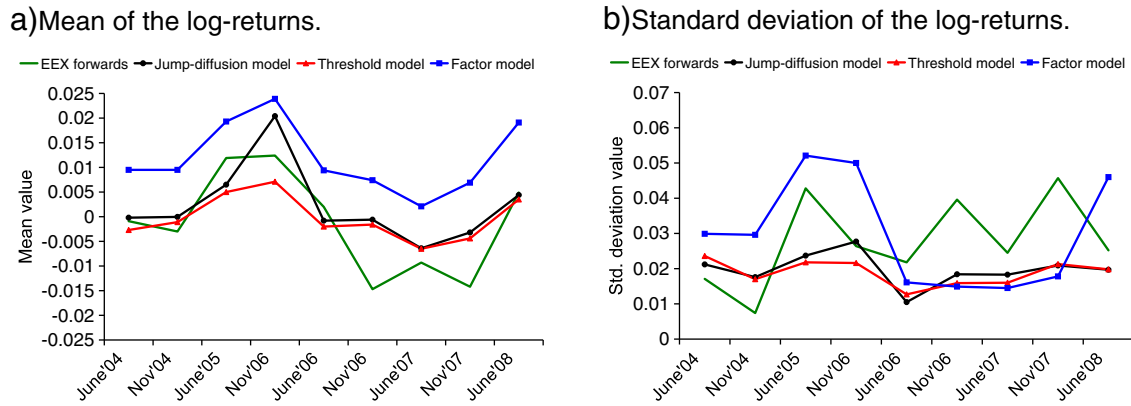 a)Mean of the log-returns.
EEX forwards Jump-diffusion model Threshold model Factor model
Mean value
0.025
0.02
0.015
0.01
0.005
0
-0.005
-0.01
-0.015
-0.02
-0.025
June'04 Nov'04 June'05 Nov'06 June'06 Nov'06 June'07 Nov'07 June'08
b)Standard deviation of the log-returns.
EEX forwards Jump-diffusion model Threshold model Factor model
Std. deviation value
0.07
0.06
0.05
0.04
0.03
0.02
0.01
0
June'04 Nov'04 June'05 Nov'06 June'06 Nov'06 June'07 Nov'07 June'08